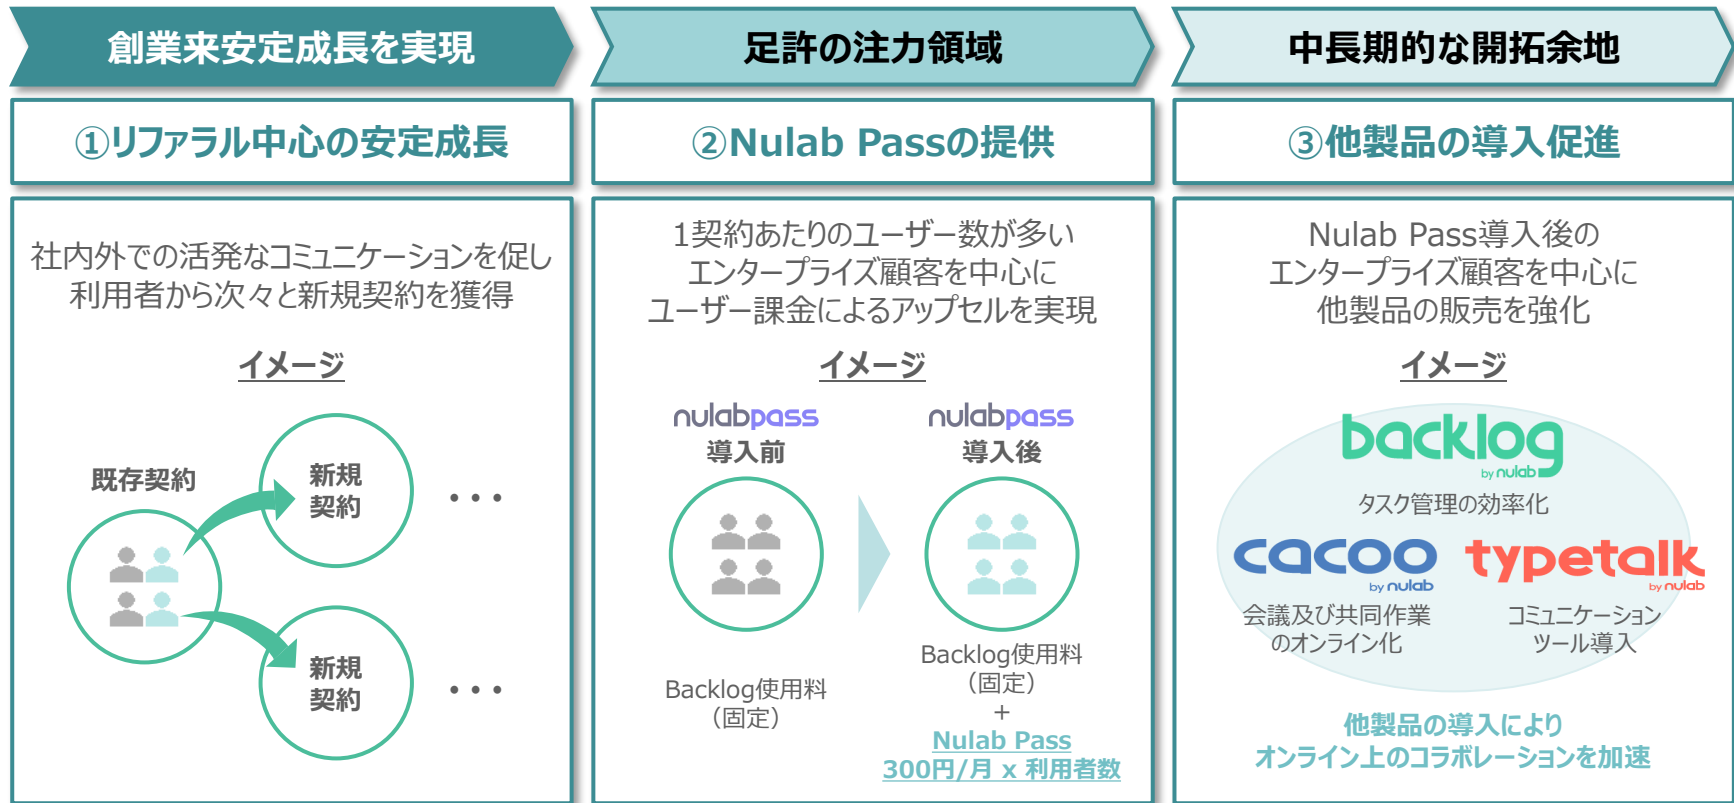 創業来安定成長を実現
①リファラル中心の安定成長
社内外での活発なコミュニケーションを促し
利用者から次々と新規契約を獲得
イメージ
既存契約
新規
契約
・・・
新規
契約
・・・
足許の注力領域
②Nulab Passの提供
1契約あたりのユーザー数が多い
エンタープライズ顧客を中心に
ユーザー課金によるアップセルを実現
イメージ
nulabpass
導入前
Backlog使用料
（固定）
nulabpass
導入後
Backlog使用料
（固定）
+
Nulab Pass
300円/月 x 利用者数
中長期的な開拓余地
③他製品の導入促進
Nulab Pass導入後の
エンタープライズ顧客を中心に
他製品の販売を強化
イメージ
backlog
by nulab
タスク管理の効率化
cacoo
by nulab
会議及び共同作業
のオンライン化
typetalk
by nulab
コミュニケーション
ツール導入
他製品の導入により
オンライン上のコラボレーションを加速